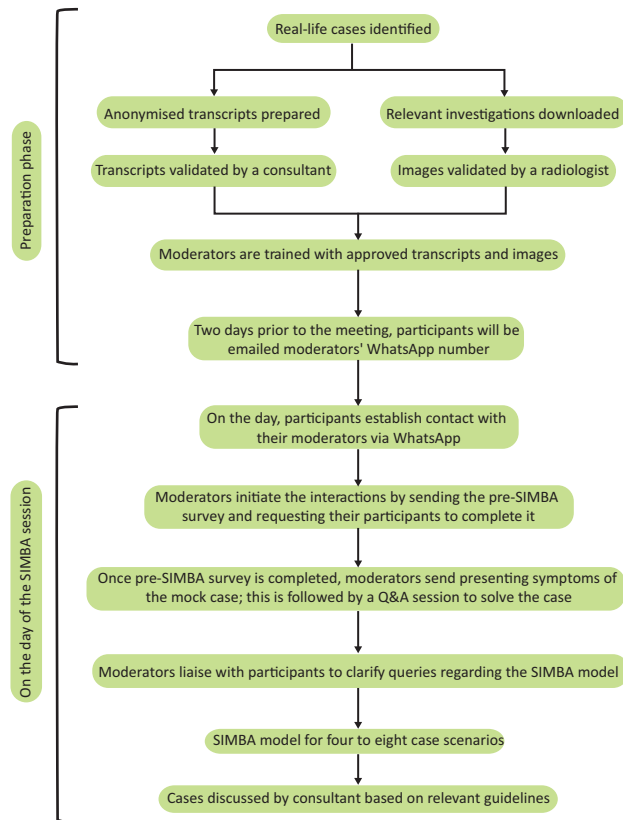 Real-life cases identified
Anonymised transcripts prepared
Relevant investigations downloaded
Transcripts validated by a consultant
Images validated by a radiologist
Moderators are trained with approved transcripts and images
Two days prior to the meeting, participants will be
emailed moderators' WhatsApp number
Preparation phase
On the day, participants establish contact with
their moderators via WhatsApp
Moderators initiate the interactions by sending the pre-SIMBA
survey and requesting their participants to complete it
Once pre-SIMBA survey is completed, moderators send presenting symptoms of
the mock case; this is followed by a Q&A session to solve the case
Moderators liaise with participants to clarify queries regarding the SIMBA model
SIMBA model for four to eight case scenarios
Cases discussed by consultant based on relevant guidelines
On the day of the SIMBA session